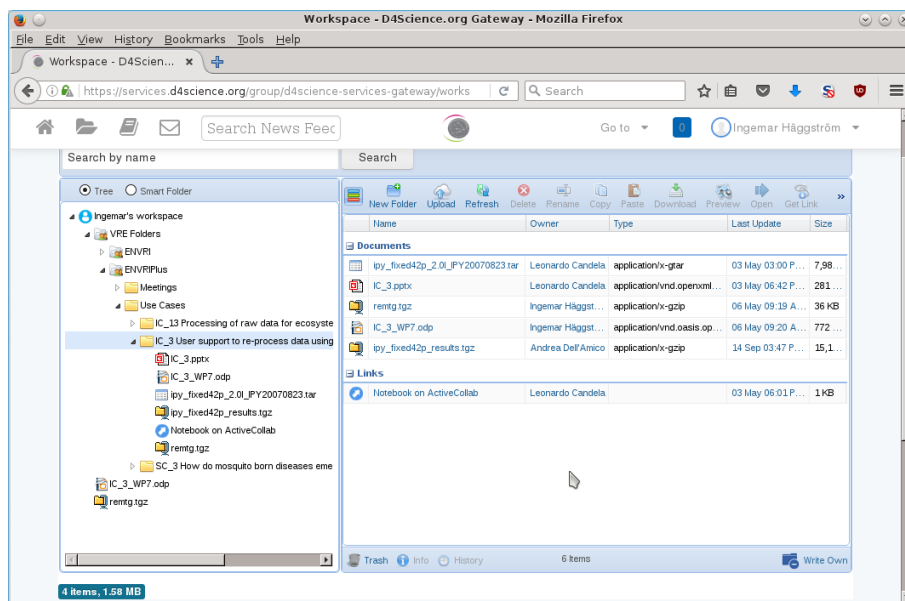 Workspace - D4Science.org Gateway - Mozilla Firefox
File Edit View History Bookmarks Tools Help
Workspace - D4Scien... ×
https://services.d4science.org/group/d4science-services-gateway/works Search
Search News Feec Go to 0 Ingemar Häggström
Search by name Search
Tree Smart Folder
New Folder Upload Refresh Delete Rename Copy Paste Download Preview Open Get Link »
Ingemar's workspace
VRE Folders
ENVRI
ENVRIPlus
Meetings
Use Cases
IC_13 Processing of raw data for ecosyste
IC_3 User support to re-process data using
IC_3.pptx
IC_3_WP7.odp
ipy_fixed42p_2.0l_IPY20070823.tar
ipy_fixed42p_results.tgz
Notebook on ActiveCollab
remtg.tgz
SC_3 How do mosquito born diseases eme
IC_3_WP7.odp
remtg.tgz
Name Owner Type Last Update Size
Documents
ipy_fixed42p_2.0l_IPY20070823.tar Leonardo Candela application/x-gtar 03 May 03:00 P... 7,98...
IC_3.pptx Leonardo Candela application/vnd.openxml... 03 May 06:42 P... 281 ...
remtg.tgz Ingemar Häggst... application/x-gzip 06 May 09:19 A... 36 KB
IC_3_WP7.odp Ingemar Häggst... application/vnd.oasis.op... 06 May 09:20 A... 772 ...
ipy_fixed42p_results.tgz Andrea Dell'Amico application/x-gzip 14 Sep 03:47 P... 15,1...
Links
Notebook on ActiveCollab Leonardo Candela 03 May 06:01 P... 1 KB
Trash Info History 6 Items Write Own
4 items, 1.58 MB